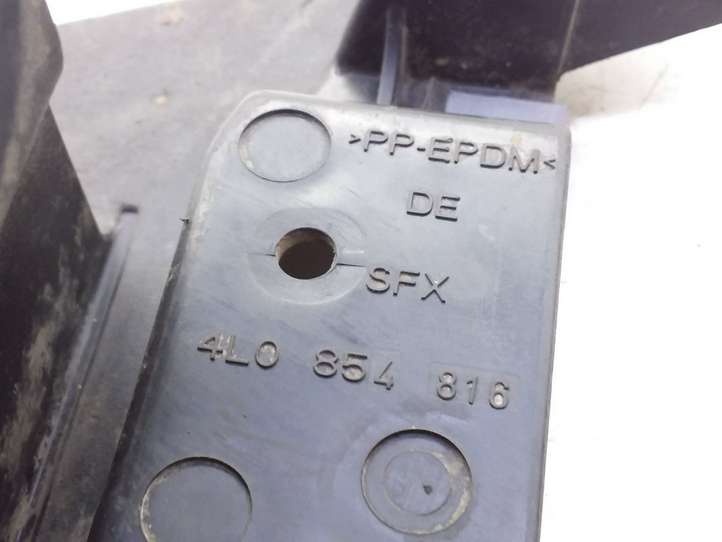 >PP-EPDM<
DE
SFX
4L0 854 816